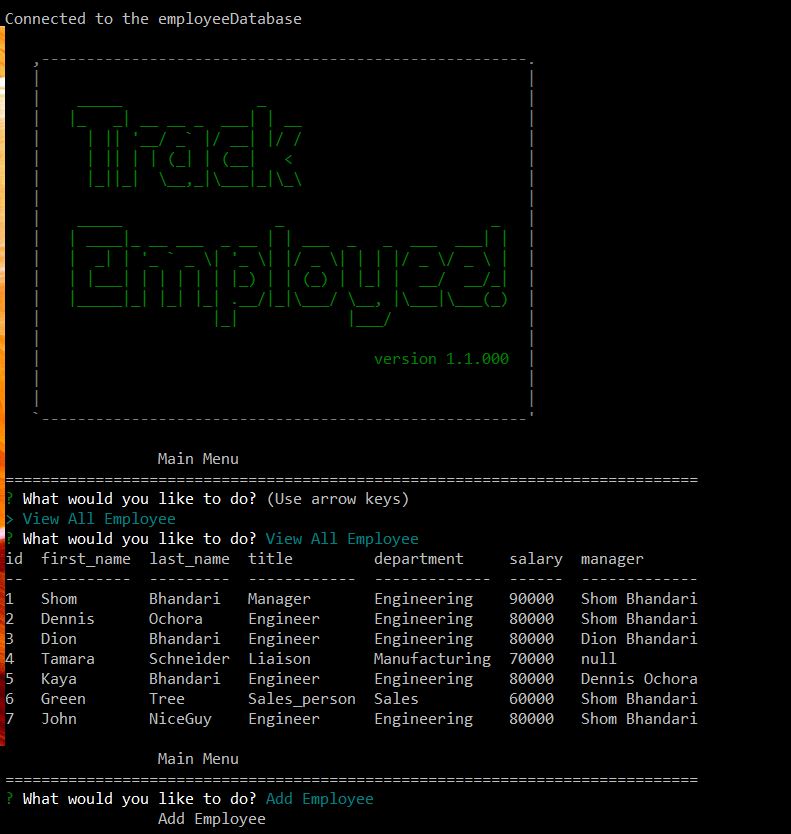 Connected to the employeeDatabase
Track
Employed
version 1.1.000
Main Menu
=============================================================================
? What would you like to do? (Use arrow keys)
> View All Employee
? What would you like to do? View All Employee
id  first_name  last_name  title         department     salary  manager
--  ----------  ---------  ------------  -------------  ------  -------------
1   Shom        Bhandari   Manager       Engineering    90000   Shom Bhandari
2   Dennis      Ochora     Engineer      Engineering    80000   Shom Bhandari
3   Dion        Bhandari   Engineer      Engineering    80000   Dion Bhandari
4   Tamara      Schneider  Liaison       Manufacturing  70000   null
5   Kaya        Bhandari   Engineer      Engineering    80000   Dennis Ochora
6   Green       Tree       Sales_person  Sales          60000   Shom Bhandari
7   John        NiceGuy    Engineer      Engineering    80000   Shom Bhandari
Main Menu
=============================================================================
? What would you like to do? Add Employee
Add Employee